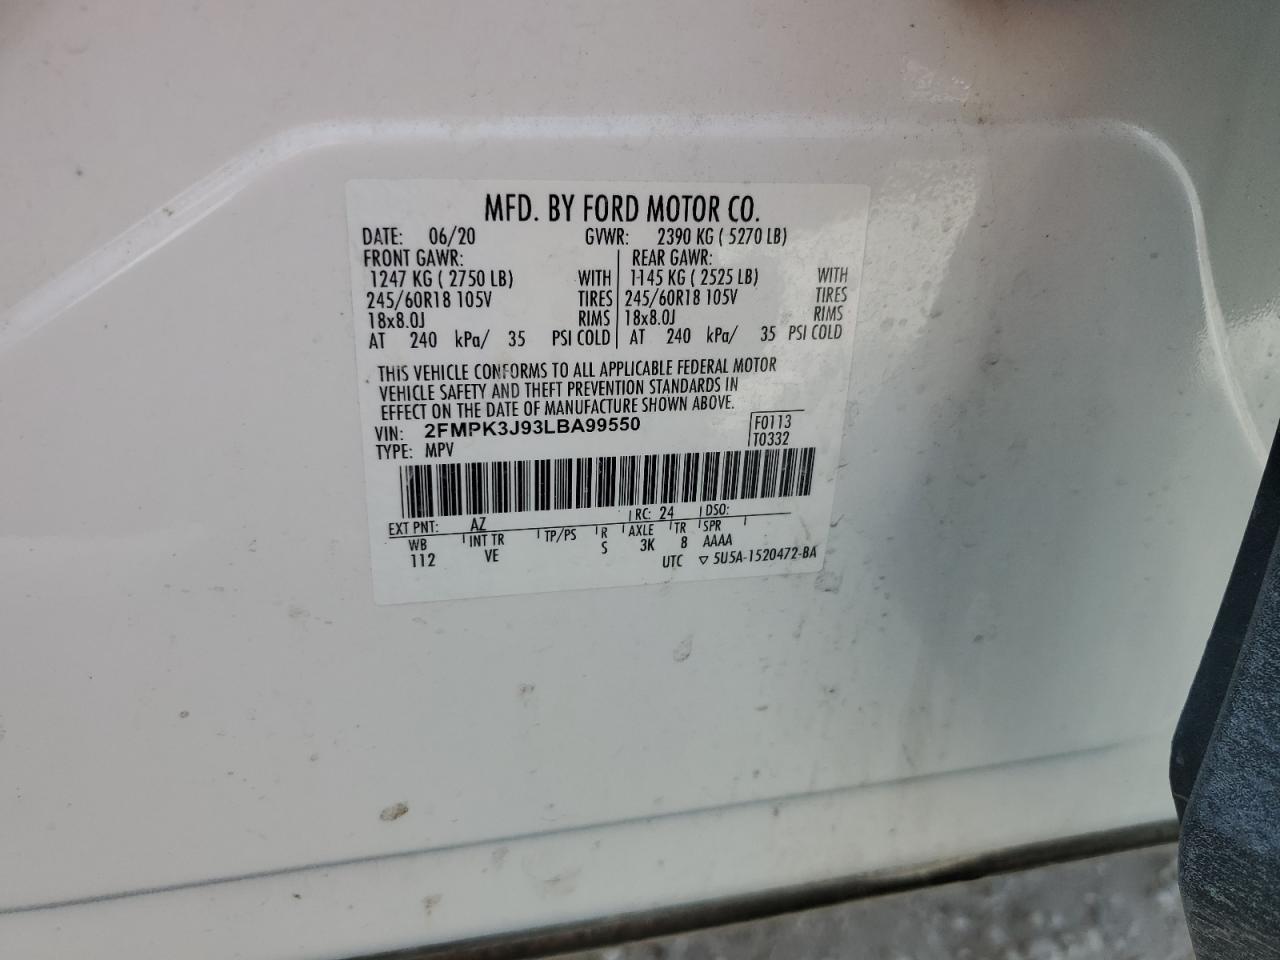 MFD. BY FORD MOTOR CO.
DATE: 06/20 GVWR: 2390 KG ( 5270 LB)
FRONT GAWR: REAR GAWR:
1247 KG ( 2750 LB) WITH 1145 KG ( 2525 LB) WITH
245/60R18 105V TIRES 245/60R18 105V TIRES
18x8.0J RIMS 18x8.0J RIMS
AT 240 kPa/ 35 PSI COLD AT 240 kPa/ 35 PSI COLD
THIS VEHICLE CONFORMS TO ALL APPLICABLE FEDERAL MOTOR
VEHICLE SAFETY AND THEFT PREVENTION STANDARDS IN
EFFECT ON THE DATE OF MANUFACTURE SHOWN ABOVE.
VIN: 2FMPK3J93LBA99550 F0113
TYPE: MPV T0332
EXT PNT: AZ RC: 24 DSO:
WB INT TR TP/PS R AXLE TR SPR
112 VE S 3K 8 AAAA
UTC ▽ 5U5A-1520472-BA